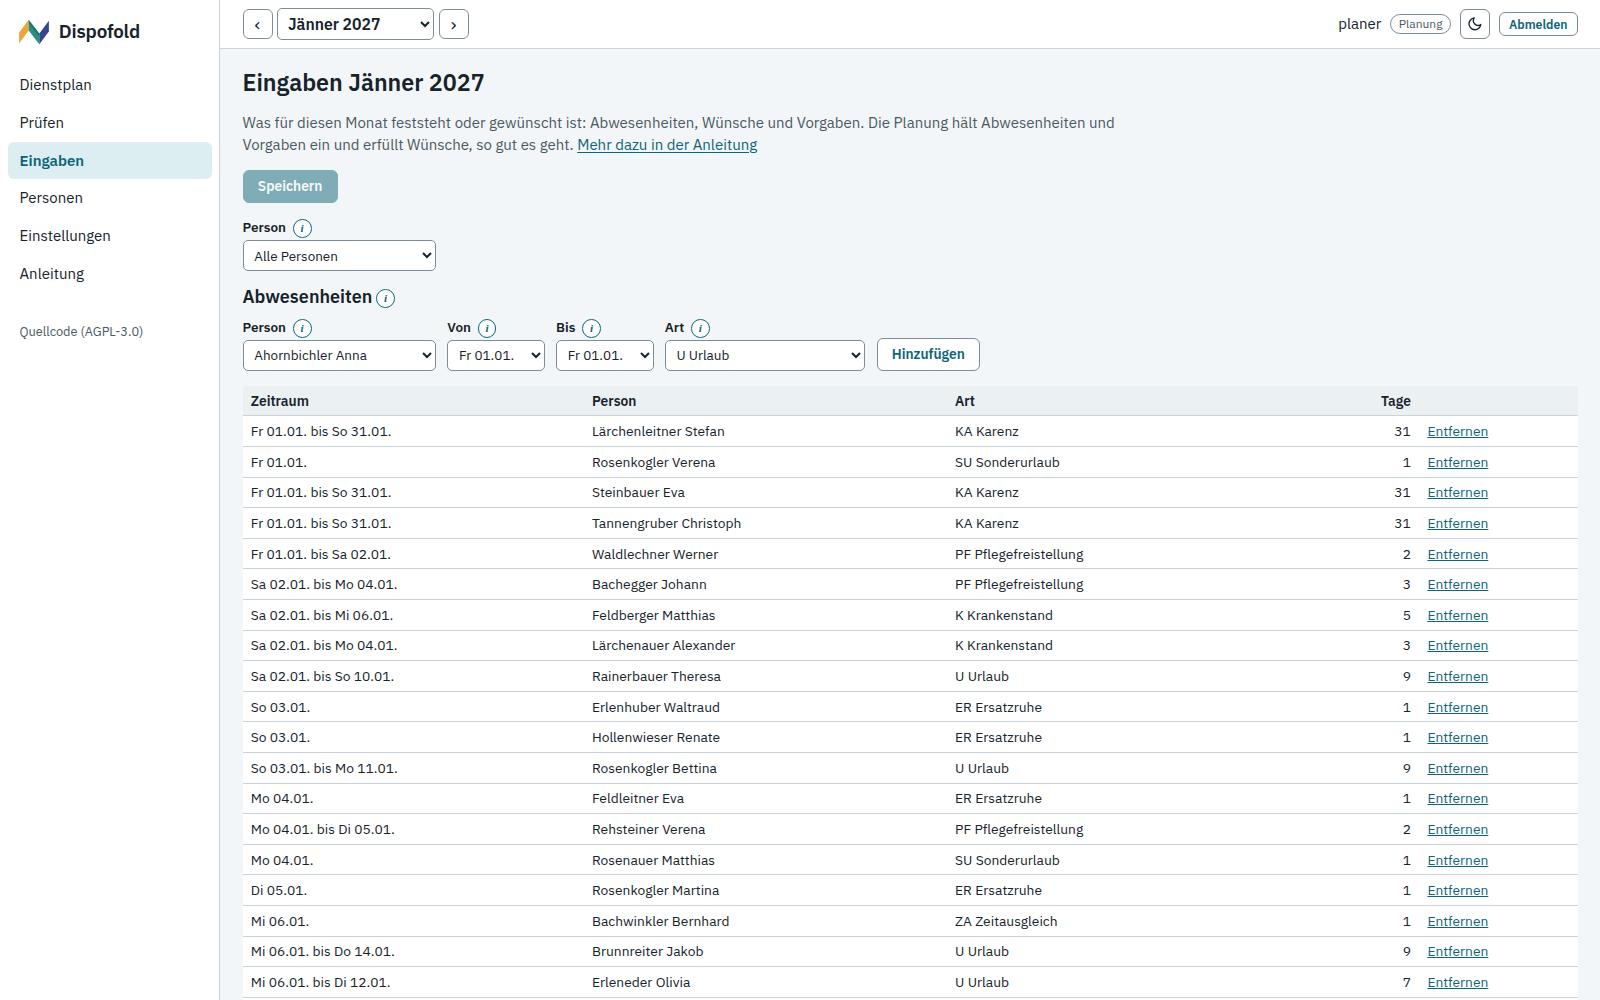 Dispofold
Dienstplan
Prüfen
Eingaben
Personen
Einstellungen
Anleitung
Quellcode (AGPL-3.0)
‹ Jänner 2027 ›
planer Planung Abmelden
Eingaben Jänner 2027
Was für diesen Monat feststeht oder gewünscht ist: Abwesenheiten, Wünsche und Vorgaben. Die Planung hält Abwesenheiten und
Vorgaben ein und erfüllt Wünsche, so gut es geht. Mehr dazu in der Anleitung
Speichern
Person i
Alle Personen
Abwesenheiten i
Person i Von i Bis i Art i
Ahornbichler Anna Fr 01.01. Fr 01.01. U Urlaub Hinzufügen
Zeitraum Person Art Tage
Fr 01.01. bis So 31.01. Lärchenleitner Stefan KA Karenz 31 Entfernen
Fr 01.01. Rosenkogler Verena SU Sonderurlaub 1 Entfernen
Fr 01.01. bis So 31.01. Steinbauer Eva KA Karenz 31 Entfernen
Fr 01.01. bis So 31.01. Tannengruber Christoph KA Karenz 31 Entfernen
Fr 01.01. bis Sa 02.01. Waldlechner Werner PF Pflegefreistellung 2 Entfernen
Sa 02.01. bis Mo 04.01. Bachegger Johann PF Pflegefreistellung 3 Entfernen
Sa 02.01. bis Mi 06.01. Feldberger Matthias K Krankenstand 5 Entfernen
Sa 02.01. bis Mo 04.01. Lärchenauer Alexander K Krankenstand 3 Entfernen
Sa 02.01. bis So 10.01. Rainerbauer Theresa U Urlaub 9 Entfernen
So 03.01. Erlenhuber Waltraud ER Ersatzruhe 1 Entfernen
So 03.01. Hollenwieser Renate ER Ersatzruhe 1 Entfernen
So 03.01. bis Mo 11.01. Rosenkogler Bettina U Urlaub 9 Entfernen
Mo 04.01. Feldleitner Eva ER Ersatzruhe 1 Entfernen
Mo 04.01. bis Di 05.01. Rehsteiner Verena PF Pflegefreistellung 2 Entfernen
Mo 04.01. Rosenauer Matthias SU Sonderurlaub 1 Entfernen
Di 05.01. Rosenkogler Martina ER Ersatzruhe 1 Entfernen
Mi 06.01. Bachwinkler Bernhard ZA Zeitausgleich 1 Entfernen
Mi 06.01. bis Do 14.01. Brunnreiter Jakob U Urlaub 9 Entfernen
Mi 06.01. bis Di 12.01. Erleneder Olivia U Urlaub 7 Entfernen